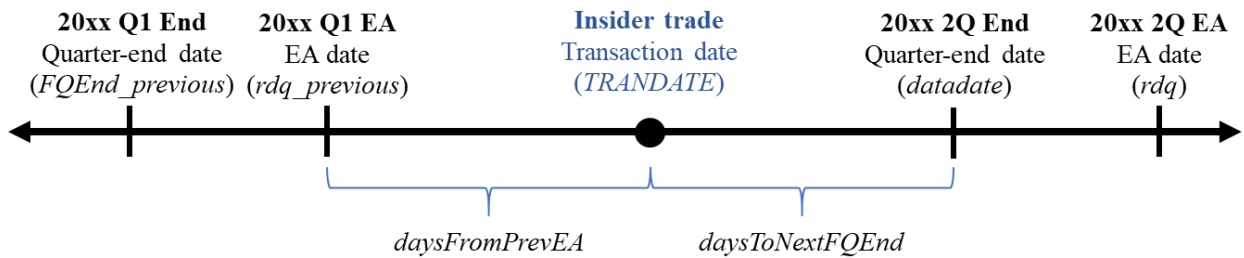 20xx Q1 End
Quarter-end date
(FQEnd_previous)
20xx Q1 EA
EA date
(rdq_previous)
Insider trade
Transaction date
(TRANDATE)
20xx 2Q End
Quarter-end date
(datadate)
20xx 2Q EA
EA date
(rdq)
daysFromPrevEA
daysToNextFQEnd